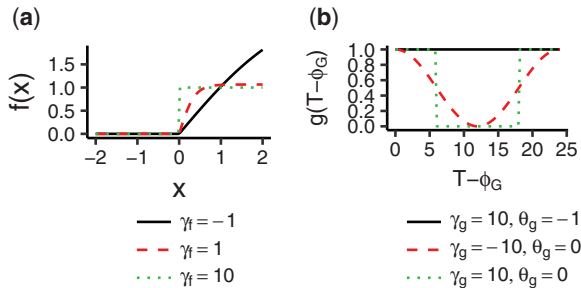 (a)
f(x)
1.5
1.0
0.5
0.0
−2 −1 0 1 2
x
γf = −1
γf = 1
γf = 10
(b)
g(T−ϕG)
1.0
0.8
0.6
0.4
0.2
0.0
0 5 10 15 20 25
T−ϕG
γg = 10, θg = −1
γg = −10, θg = 0
γg = 10, θg = 0